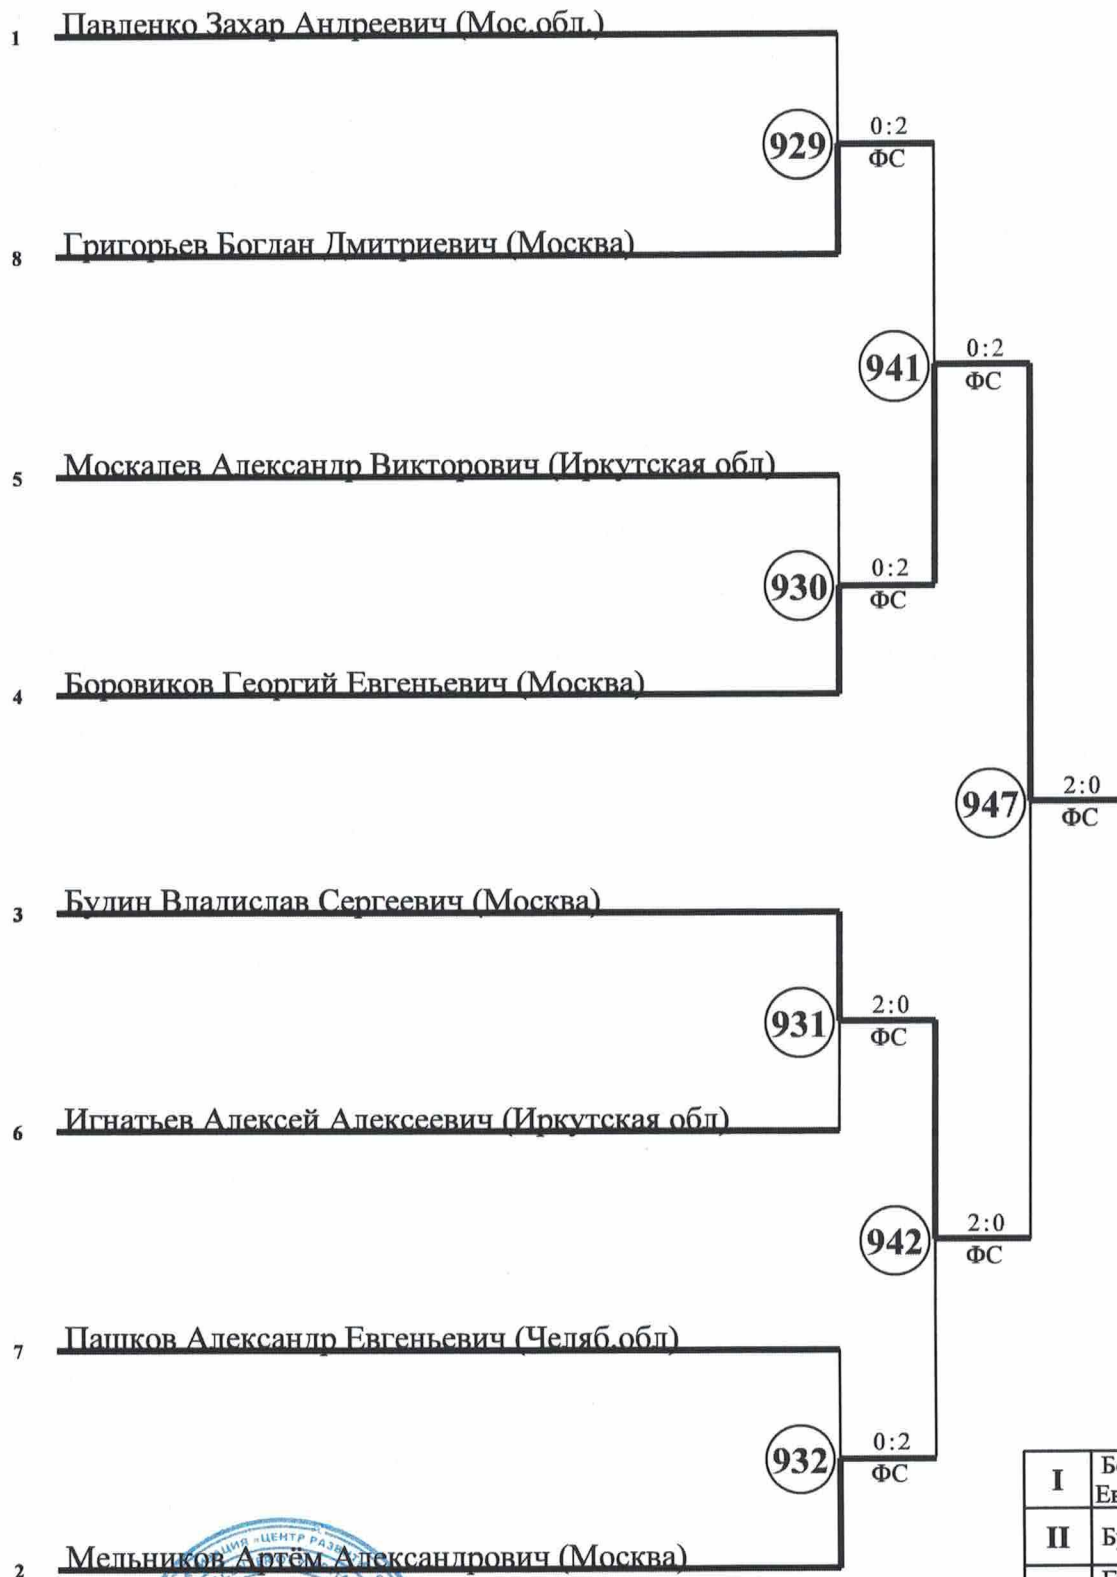 1 Павленко Захар Андреевич (Мос.обл.)
929 0:2
ФС
8 Григорьев Богдан Дмитриевич (Москва)
941 0:2
ФС
5 Москалев Александр Викторович (Иркутская обл)
930 0:2
ФС
4 Боровиков Георгий Евгеньевич (Москва)
947 2:0
ФС
3 Будин Владислав Сергеевич (Москва)
931 2:0
ФС
6 Игнатьев Алексей Алексеевич (Иркутская обл)
942 2:0
ФС
7 Пашков Александр Евгеньевич (Челяб.обл)
932 0:2
ФС
I
II
2 Мельников Артём Александрович (Москва)
«ЦЕНТР